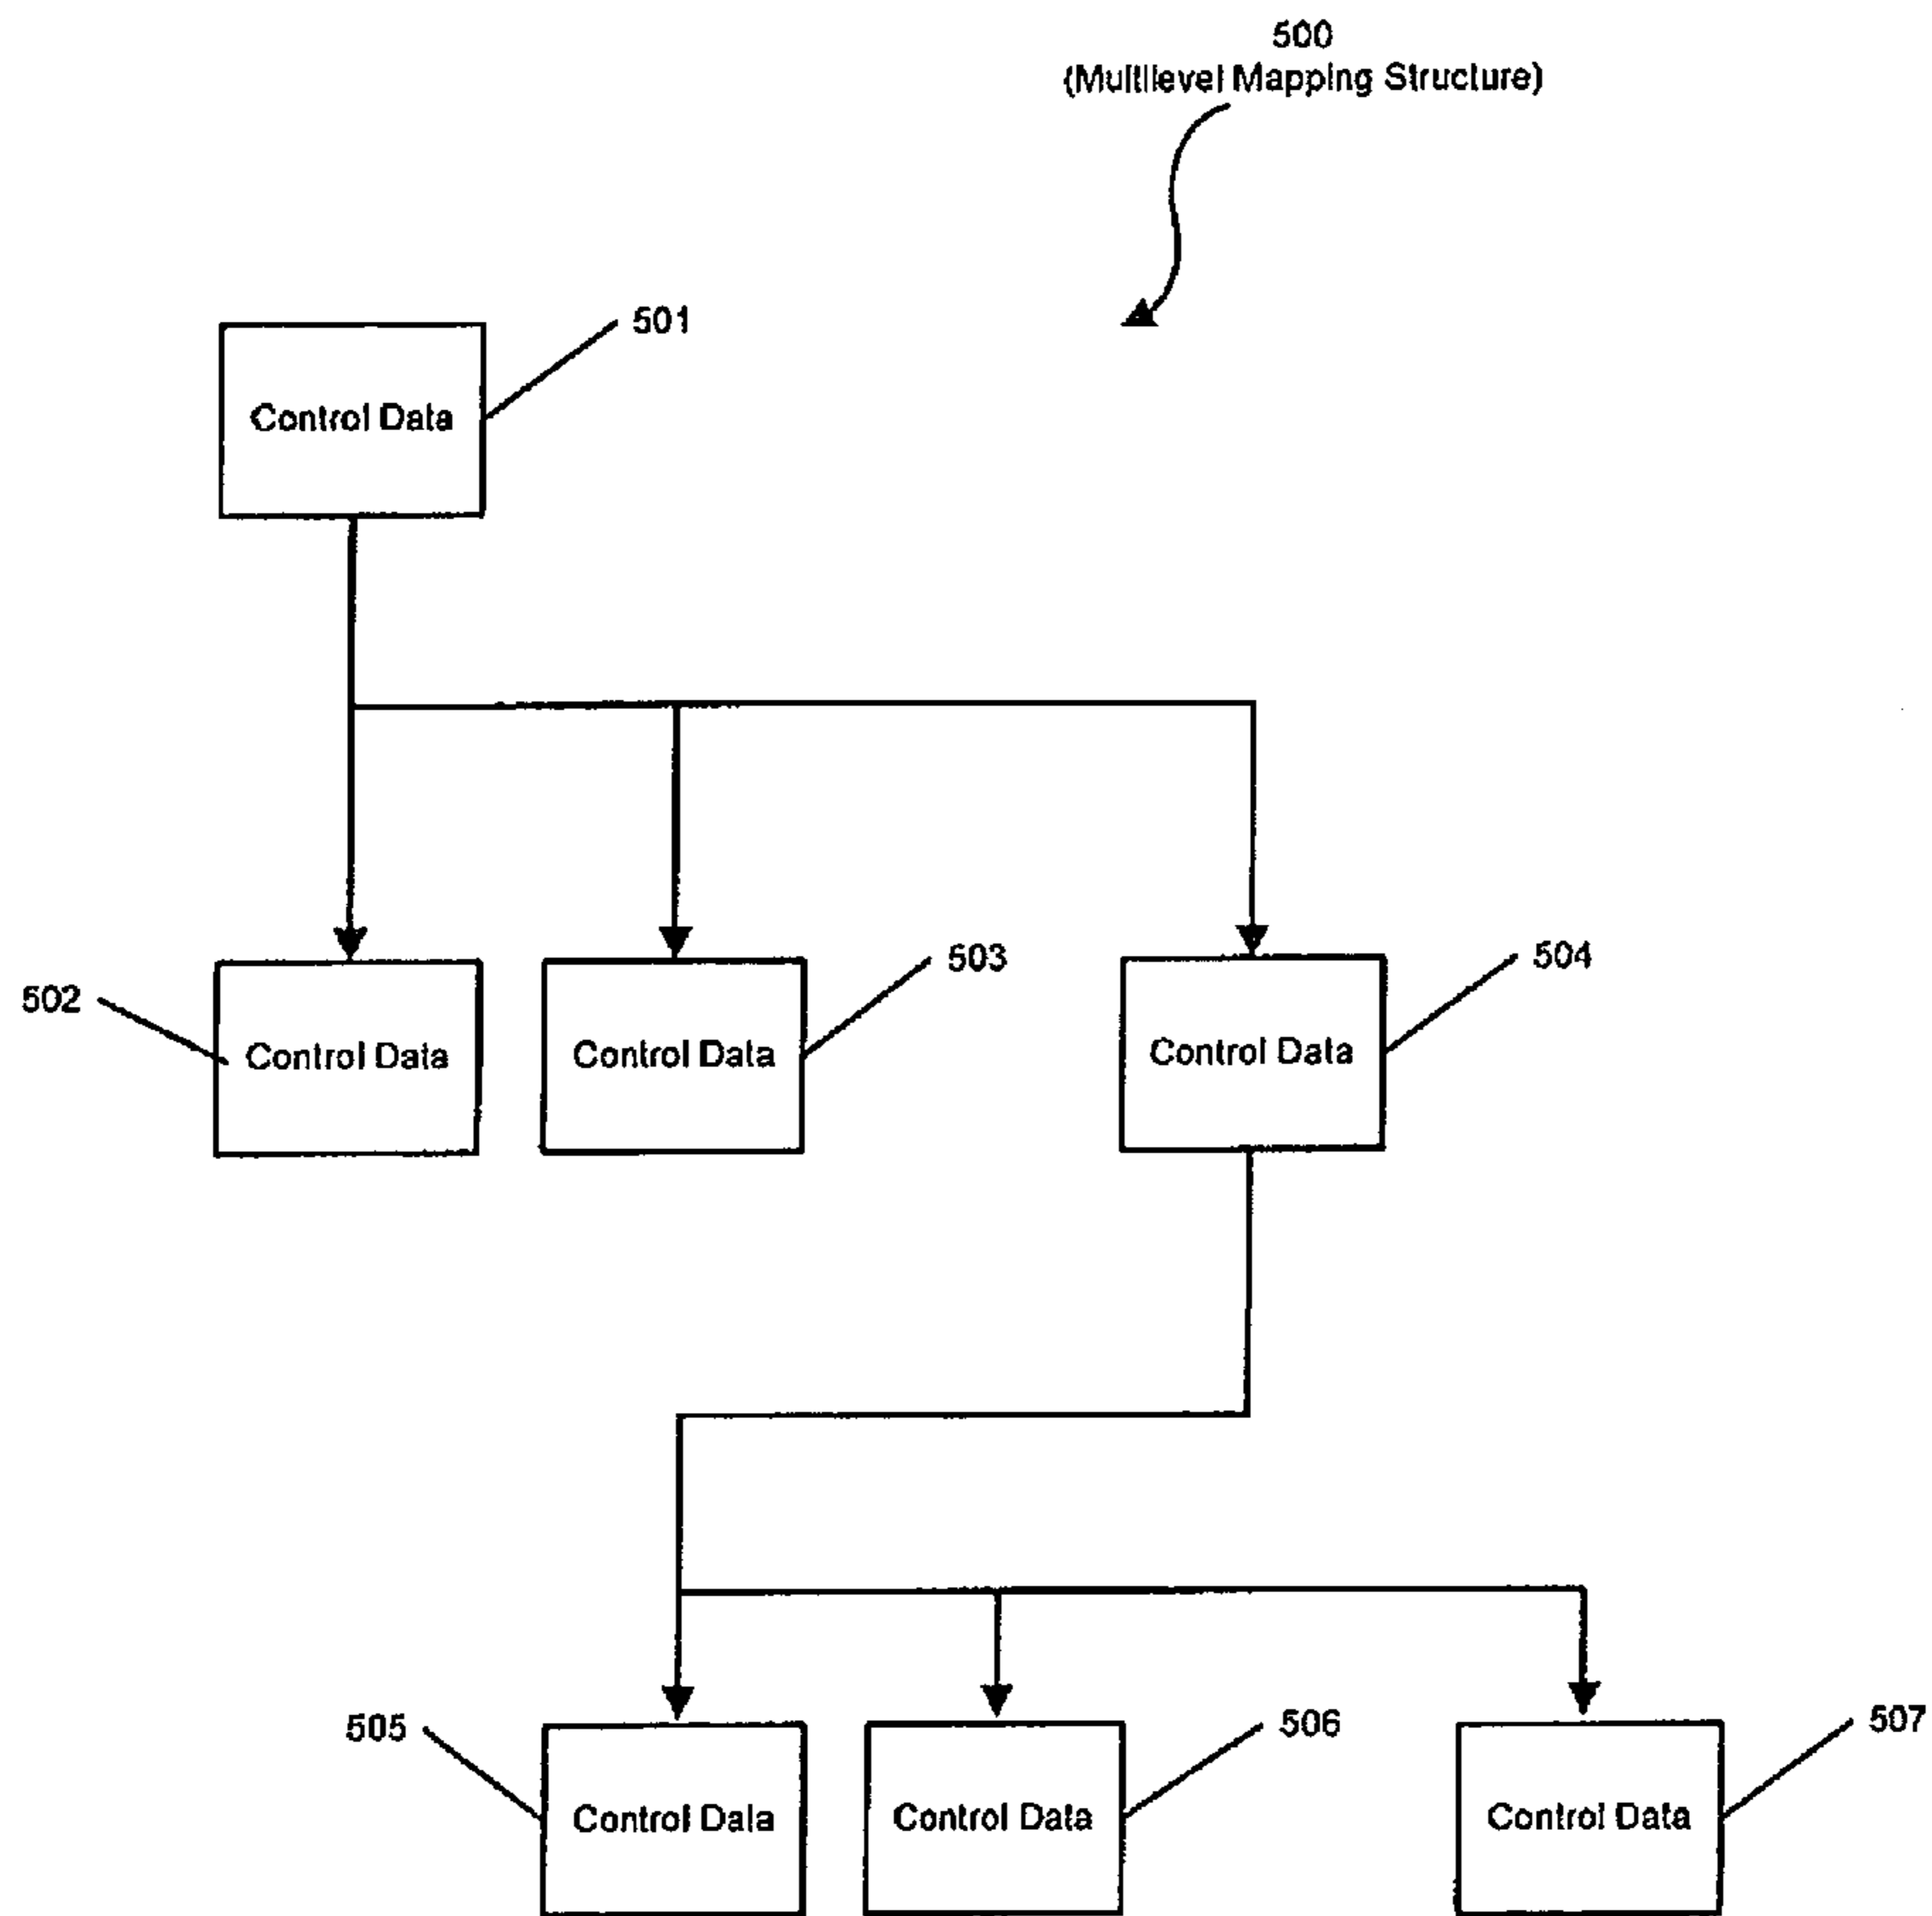 500
(Multilevel Mapping Structure)
501
Control Data
503
504
502
Control Data
Control Data
Control Data
505
506
507
Control Data
Control Data
Control Data